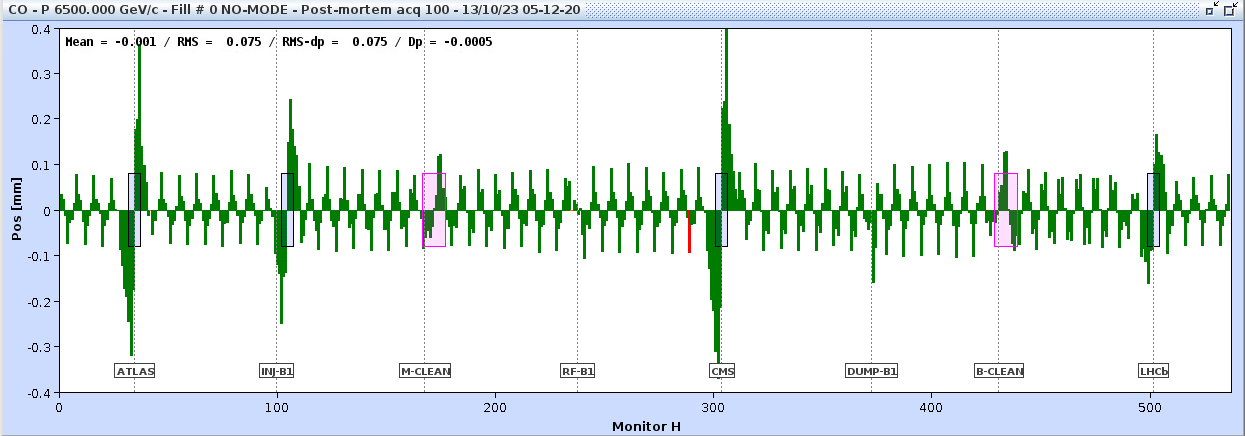 CO - P 6500.000 GeV/c - Fill # 0 NO-MODE - Post-mortem acq 100 - 13/10/23 05-12-20
Mean = -0.001 / RMS = 0.075 / RMS-dp = 0.075 / Dp = -0.0005
0.4
0.3
0.2
0.1
0
-0.1
-0.2
-0.3
-0.4
Pos [mm]
ATLAS
INJ-B1
M-CLEAN
RF-B1
CMS
DUMP-B1
B-CLEAN
LHCb
0
100
200
300
400
500
Monitor H